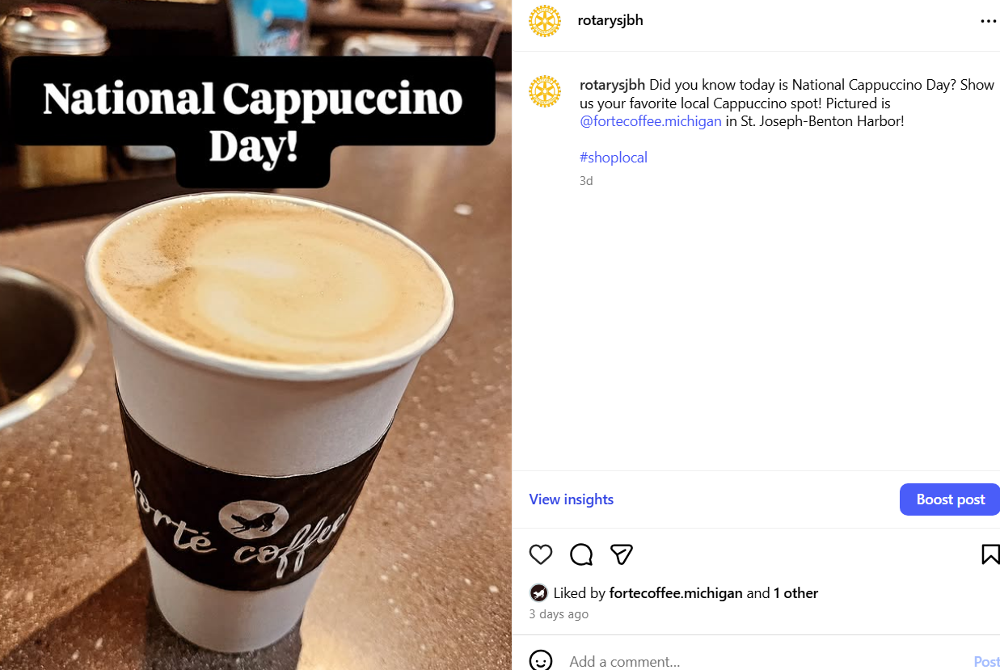 National Cappuccino
Day!
forté coffee
rotarysjbh
rotarysjbh Did you know today is National Cappuccino Day? Show
us your favorite local Cappuccino spot! Pictured is
@fortecoffee.michigan in St. Joseph-Benton Harbor!
#shoplocal
3d
View insights
Boost post
Liked by fortecoffee.michigan and 1 other
3 days ago
Add a comment...
Post